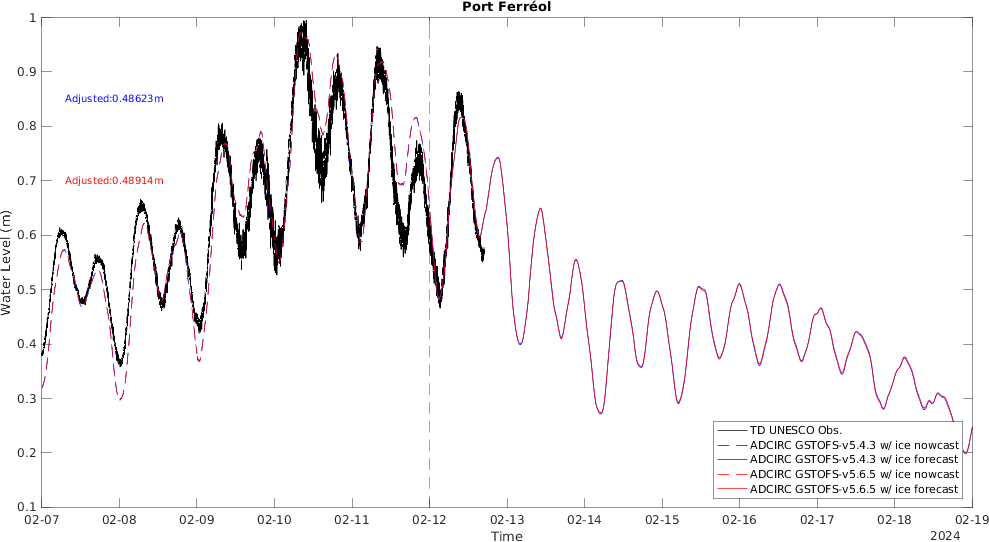 Port Ferréol
Water Level (m)
1
0.9
0.8
0.7
0.6
0.5
0.4
0.3
0.2
0.1
Adjusted:0.48623m
Adjusted:0.48914m
TD UNESCO Obs.
ADCIRC GSTOFS-v5.4.3 w/ ice nowcast
ADCIRC GSTOFS-v5.4.3 w/ ice forecast
ADCIRC GSTOFS-v5.6.5 w/ ice nowcast
ADCIRC GSTOFS-v5.6.5 w/ ice forecast
02-07 02-08 02-09 02-10 02-11 02-12 02-13 02-14 02-15 02-16 02-17 02-18 02-19
Time
2024